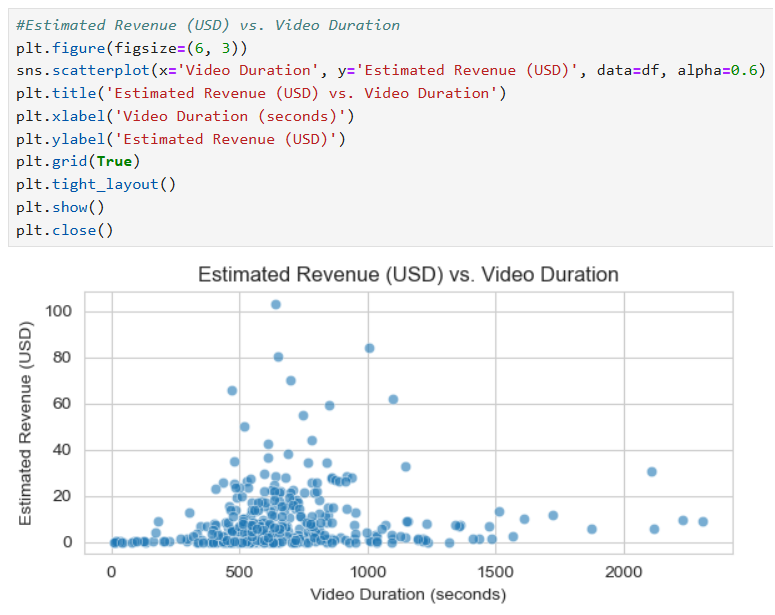 #Estimated Revenue (USD) vs. Video Duration
plt.figure(figsize=(6, 3))
sns.scatterplot(x='Video Duration', y='Estimated Revenue (USD)', data=df, alpha=0.6)
plt.title('Estimated Revenue (USD) vs. Video Duration')
plt.xlabel('Video Duration (seconds)')
plt.ylabel('Estimated Revenue (USD)')
plt.grid(True)
plt.tight_layout()
plt.show()
plt.close()
Estimated Revenue (USD) vs. Video Duration
Estimated Revenue (USD)
100
80
60
40
20
0
0 500 1000 1500 2000
Video Duration (seconds)